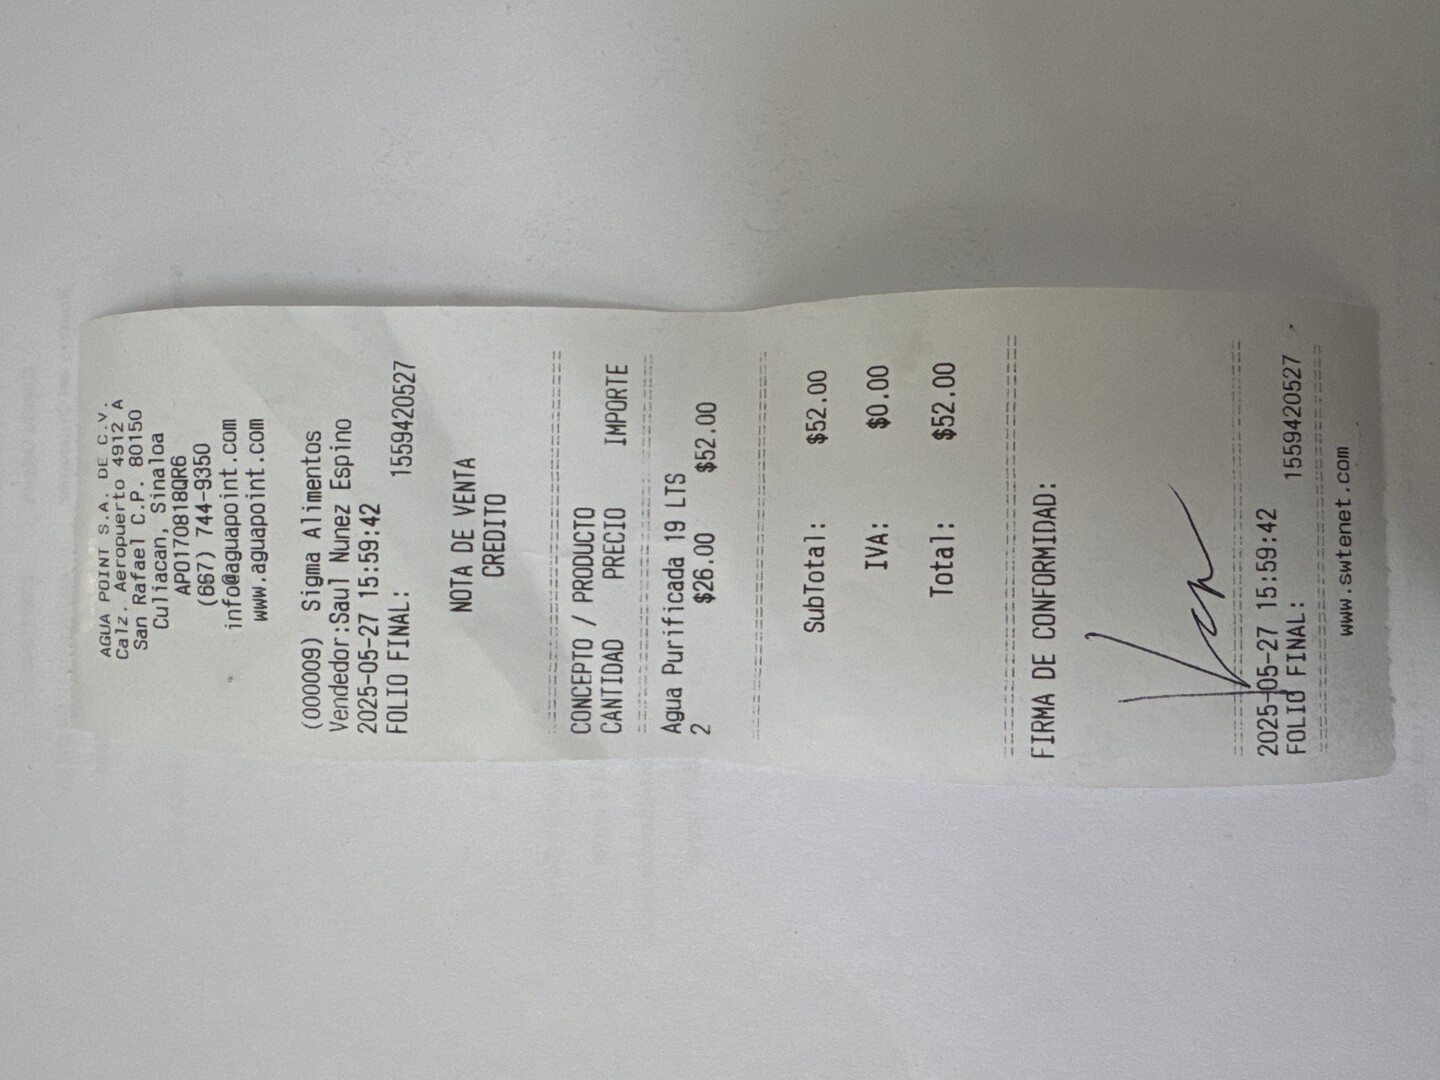 AGUA POINT S.A. DE C.V.
Calz. Aeropuerto 4912 A
San Rafael C.P. 80150
Culiacan, Sinaloa
APO170818QR6
(667) 744-9350
info@aguapoint.com
www.aguapoint.com
(000009) Sigma Alimentos
Vendedor:Saul Nunez Espino
2025-05-27 15:59:42
FOLIO FINAL: 1559420527
NOTA DE VENTA
CREDITO
CONCEPTO / PRODUCTO
CANTIDAD PRECIO IMPORTE
Agua Purificada 19 LTS
2 $26.00 $52.00
SubTotal: $52.00
IVA: $0.00
Total: $52.00
FIRMA DE CONFORMIDAD:
2025-05-27 15:59:42
FOLIO FINAL: 1559420527
www.swtenet.com